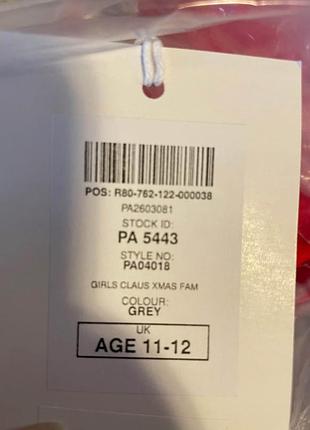 POS: R80-762-122-000038
PA2603081
STOCK ID:
PA 5443
STYLE NO:
PA04018
GIRLS CLAUS XMAS FAM
COLOUR:
GREY
UK
AGE 11-12